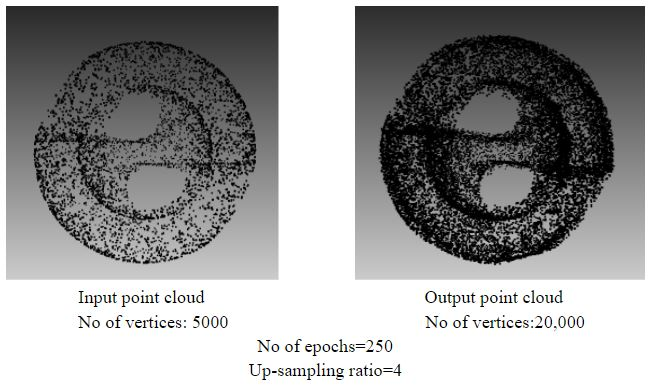 Input point cloud
No of vertices: 5000
Output point cloud
No of vertices:20,000
No of epochs=250
Up-sampling ratio=4